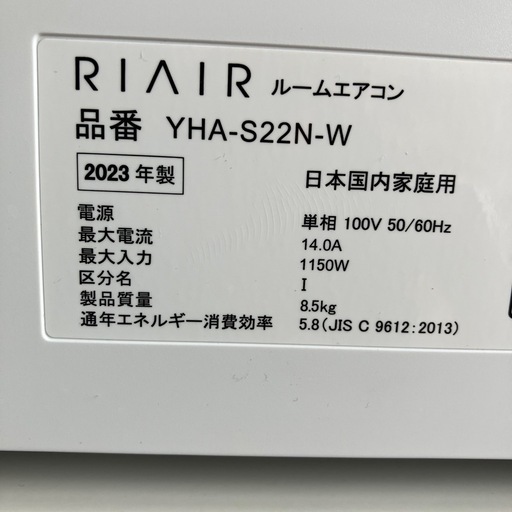 RIAIR ルームエアコン
品番 YHA-S22N-W
2023 年製 日本国内家庭用
電源 単相 100V 50/60Hz
最大電流 14.0A
最大入力 1150W
区分名 I
製品質量 8.5kg
通年エネルギー消費効率 5.8(JIS C 9612:2013)